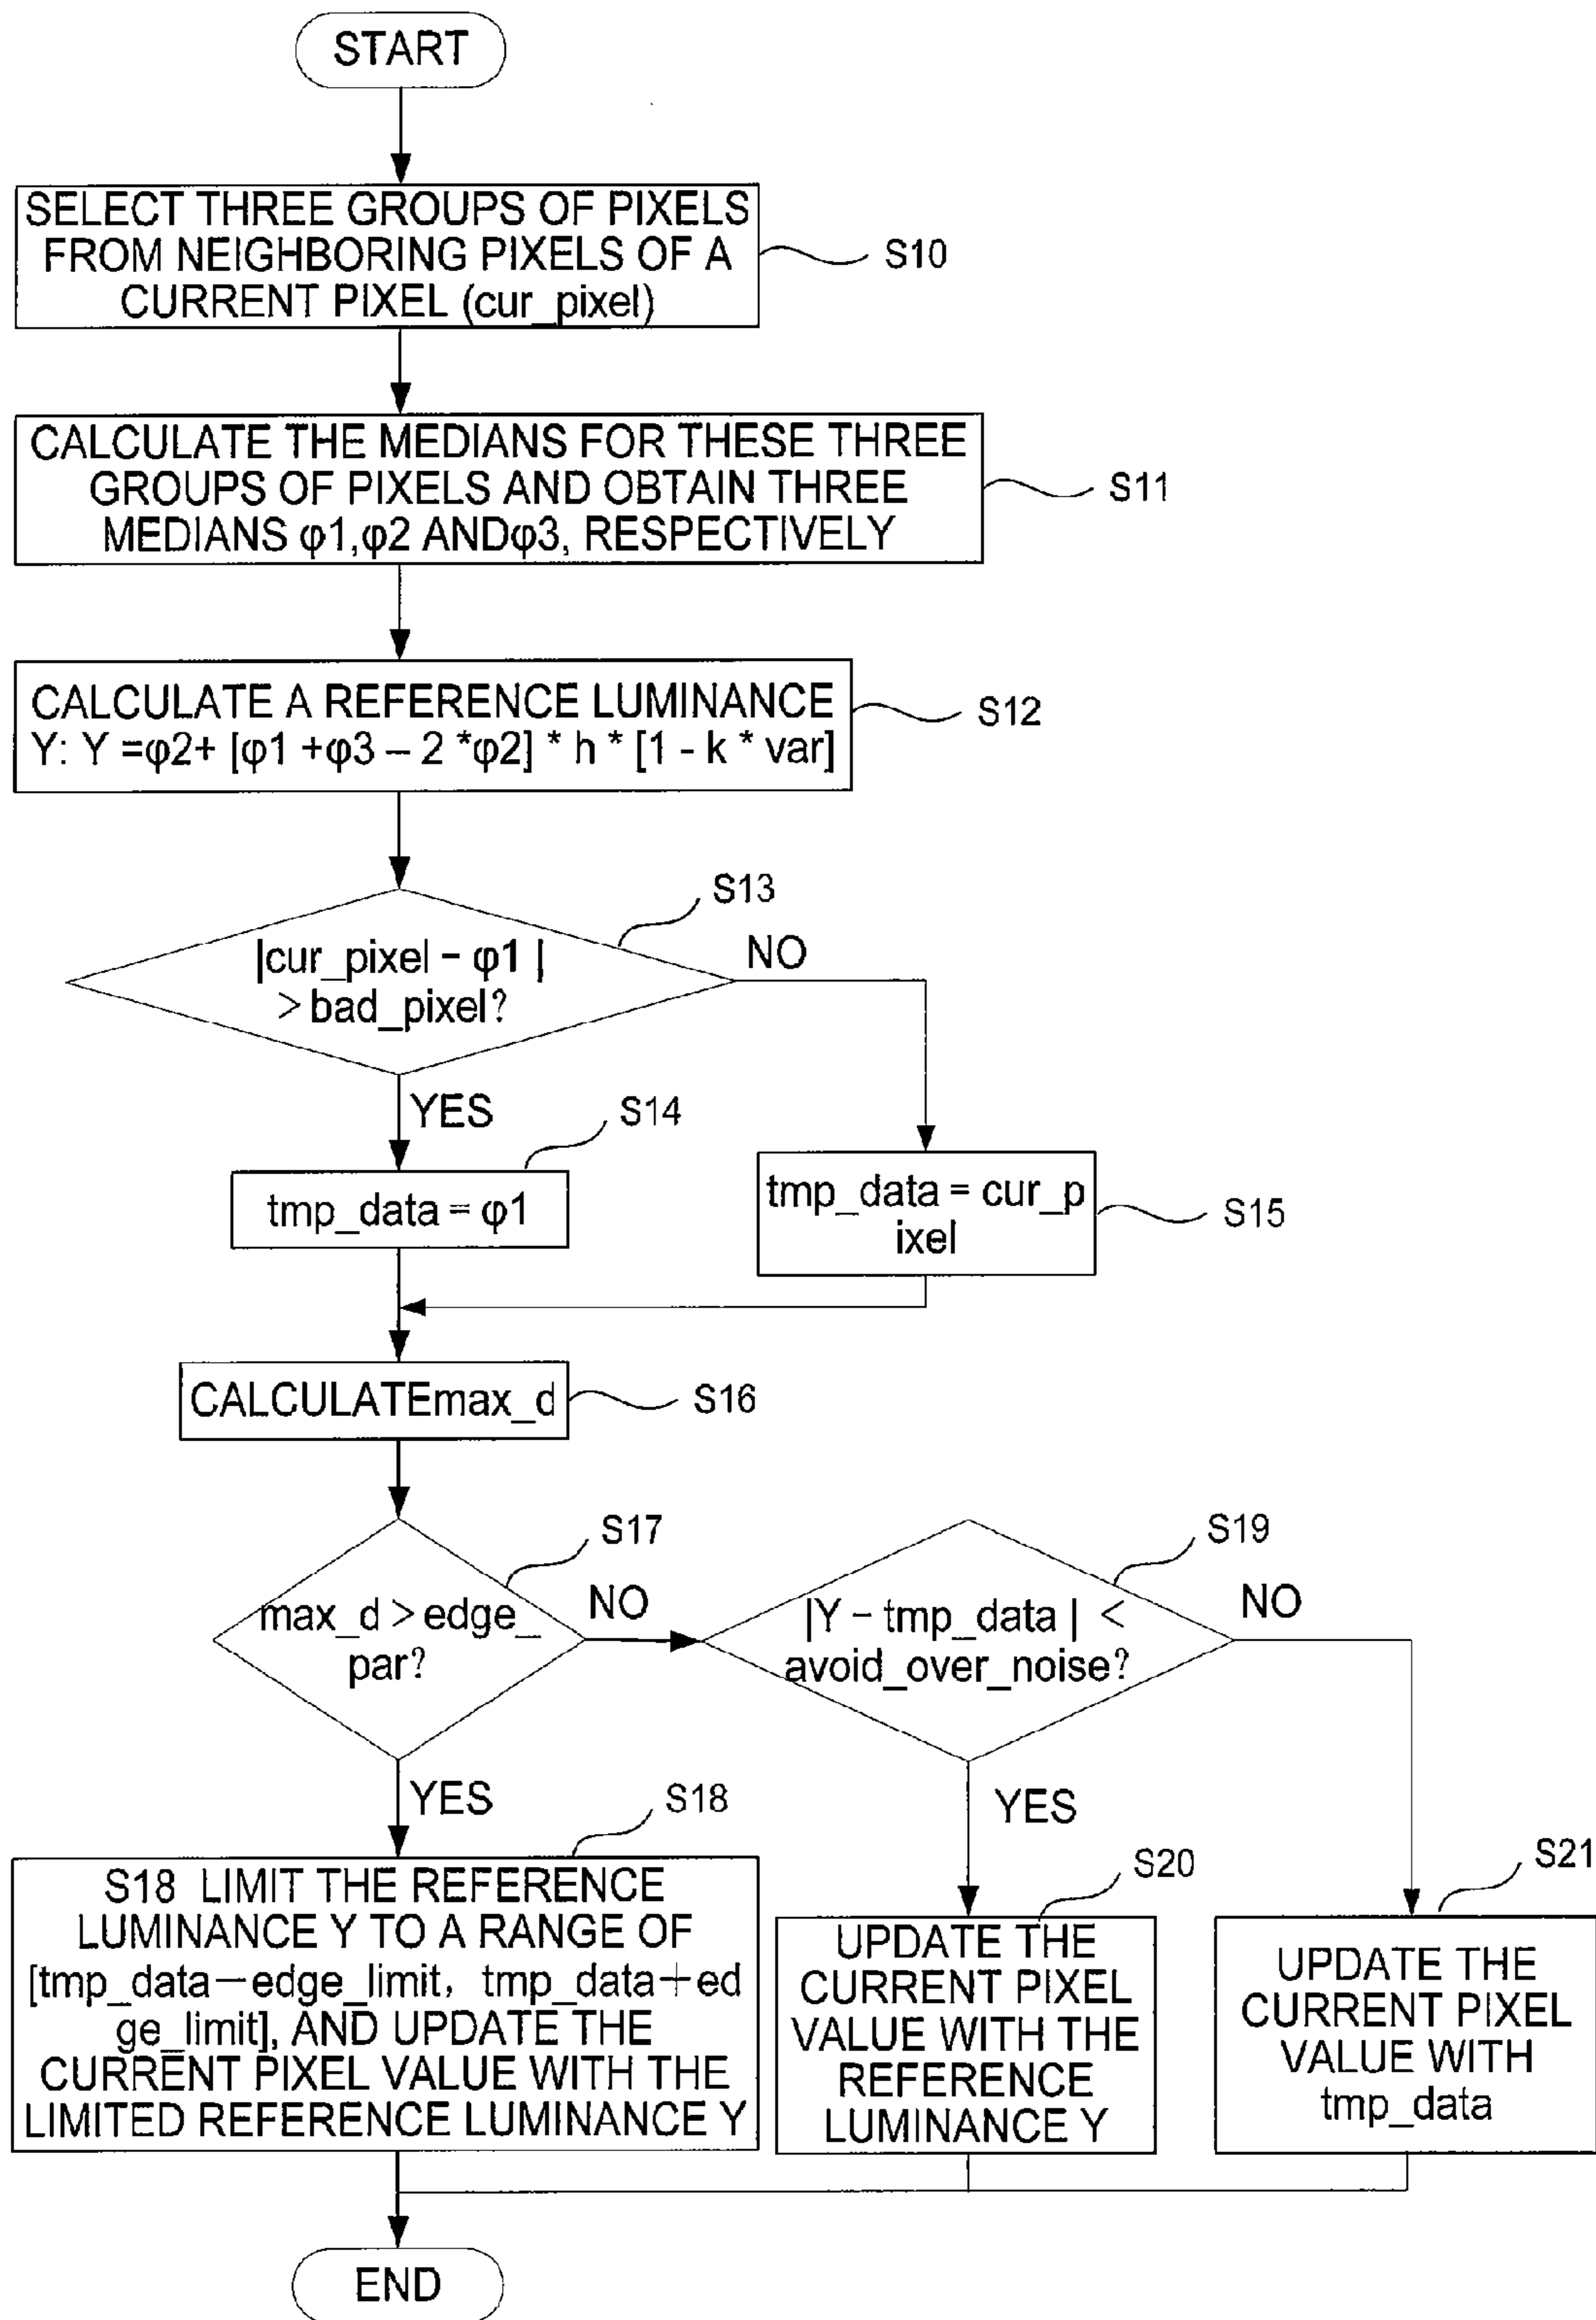 START
SELECT THREE GROUPS OF PIXELS
FROM NEIGHBORING PIXELS OF A
CURRENT PIXEL (cur_pixel)
S10
CALCULATE THE MEDIANS FOR THESE THREE
GROUPS OF PIXELS AND OBTAIN THREE
MEDIANS φ1,φ2 ANDφ3, RESPECTIVELY
S11
CALCULATE A REFERENCE LUMINANCE
Y: Y =φ2+ [φ1 +φ3 – 2 *φ2] * h * [1 - k * var]
S12
S13
|cur_pixel – φ1 |
> bad_pixel?
NO
YES
S14
tmp_data = φ1
tmp_data = cur_p
ixel
S15
CALCULATEmax_d
S16
S17
max_d > edge_
par?
NO
S19
|Y – tmp_data | <
avoid_over_noise?
NO
YES
S18
YES
S20
S21
S18 LIMIT THE REFERENCE
LUMINANCE Y TO A RANGE OF
[tmp_data—edge_limit, tmp_data+ed
ge_limit], AND UPDATE THE
CURRENT PIXEL VALUE WITH THE
LIMITED REFERENCE LUMINANCE Y
UPDATE THE
CURRENT PIXEL
VALUE WITH THE
REFERENCE
LUMINANCE Y
UPDATE THE
CURRENT PIXEL
VALUE WITH
tmp_data
END